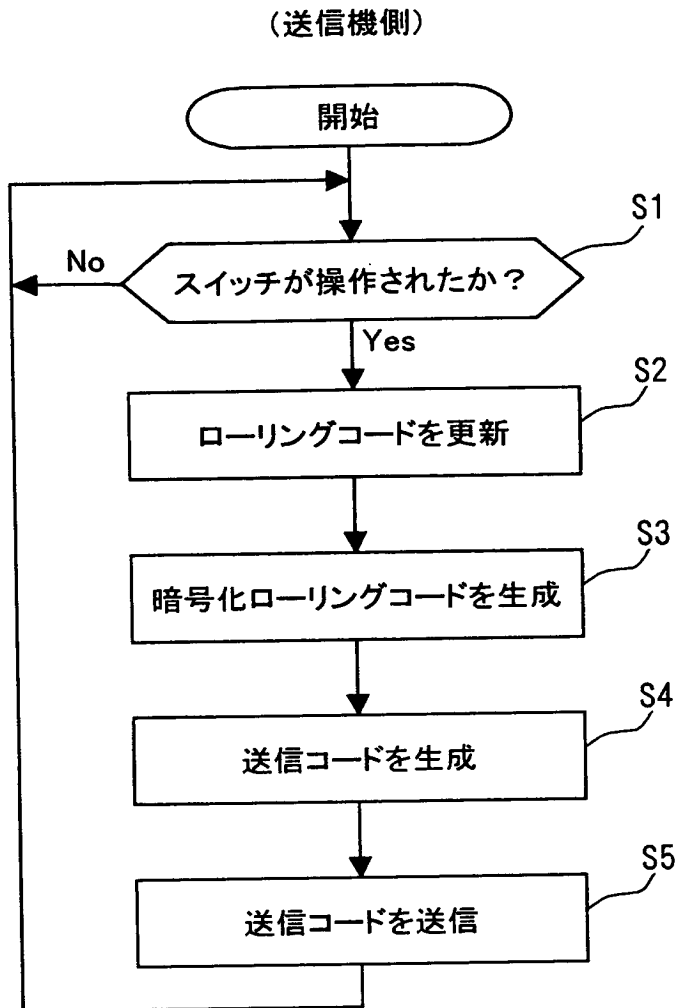 (送信機側)
開始
S1
No
スイッチが操作されたか?
Yes
S2
ローリングコードを更新
S3
暗号化ローリングコードを生成
S4
送信コードを生成
S5
送信コードを送信